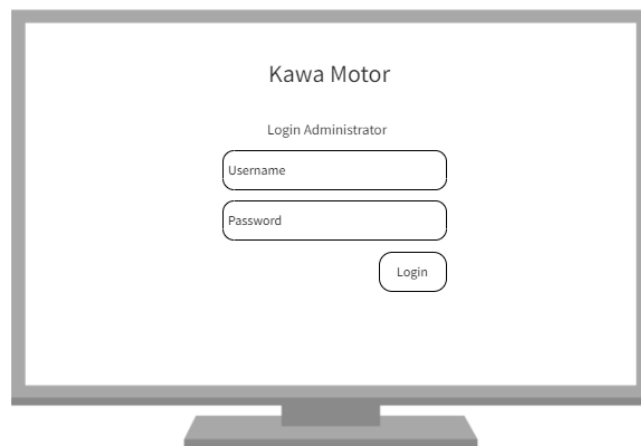 Kawa Motor
Login Administrator
Username
Password
Login